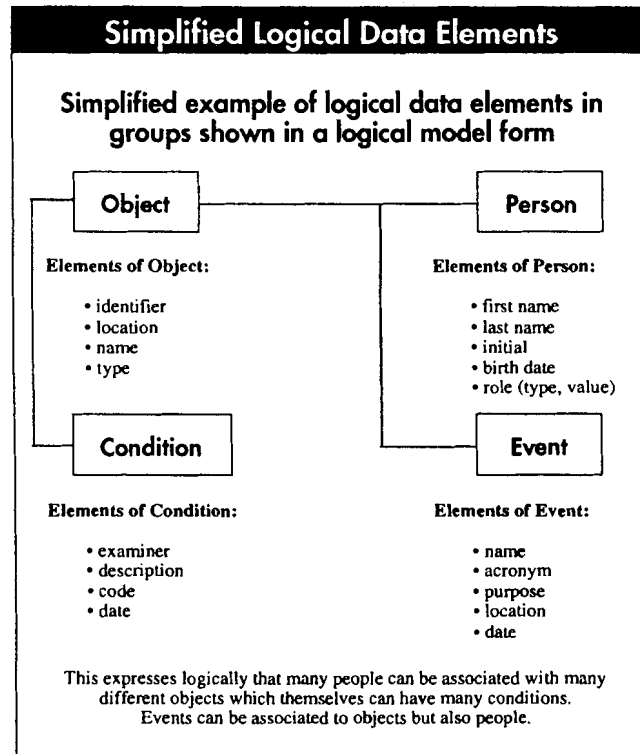 Simplified Logical Data Elements
Simplified example of logical data elements in
groups shown in a logical model form
Object
Person
Elements of Object:
• identifier
• location
• name
• type
Elements of Person:
• first name
• last name
• initial
• birth date
• role (type, value)
Condition
Event
Elements of Condition:
• examiner
• description
• code
• date
Elements of Event:
• name
• acronym
• purpose
• location
• date
This expresses logically that many people can be associated with many
different objects which themselves can have many conditions.
Events can be associated to objects but also people.